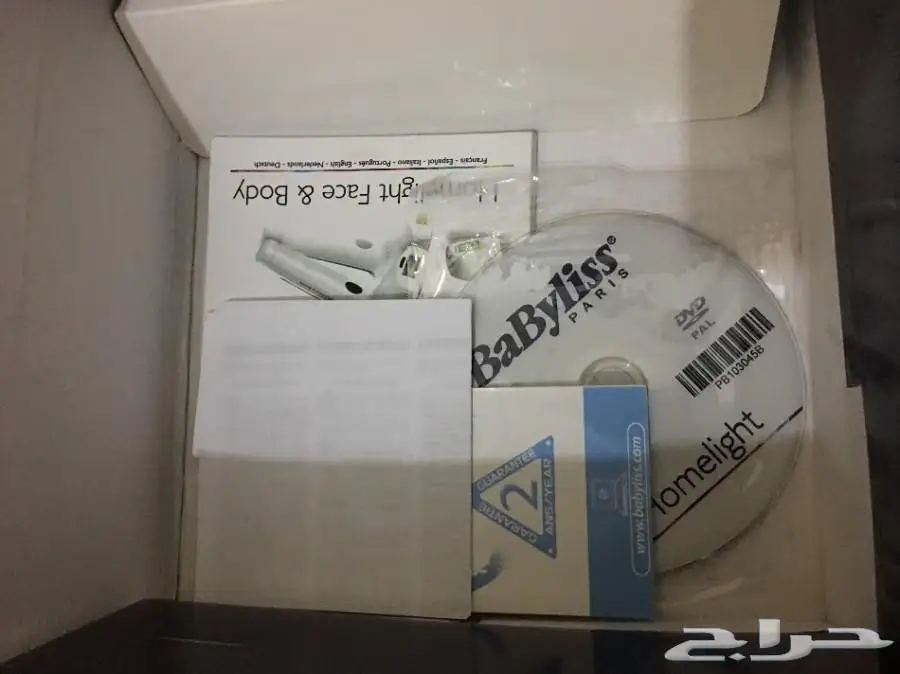 Français - Español - Italiano - Português - English - Nederlands - Deutsch
Homelight Face & Body
BaByliss®
PARIS
DVD
PAL
PB103045B
Homelight
GUARANTEE
2
ANS/YEAR
GARANTIE
www.babyliss.com
حراج